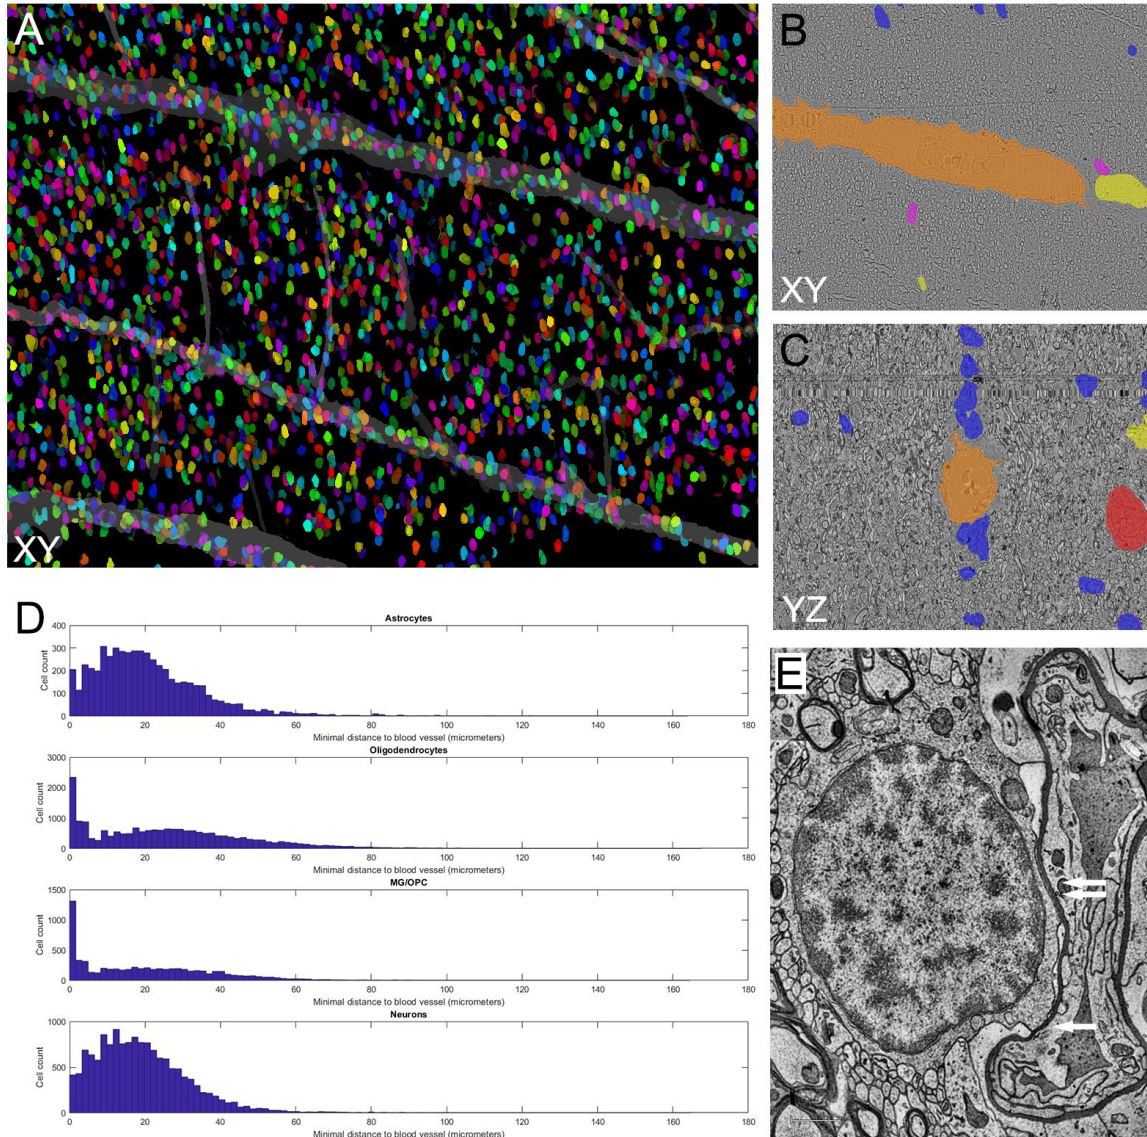 A
XY
B
XY
C
YZ
D
Astrocytes
Cell count
400
300
200
100
0
0 20 40 60 80 100 120 140 160 180
Minimal distance to blood vessel (micrometers)
Oligodendrocytes
Cell count
3000
2000
1000
0
0 20 40 60 80 100 120 140 160 180
Minimal distance to blood vessel (micrometers)
MG/OPC
Cell count
1500
1000
500
0
0 20 40 60 80 100 120 140 160 180
Minimal distance to blood vessel (micrometers)
Neurons
Cell count
1000
500
0
0 20 40 60 80 100 120 140 160 180
Minimal distance to blood vessel (micrometers)
E